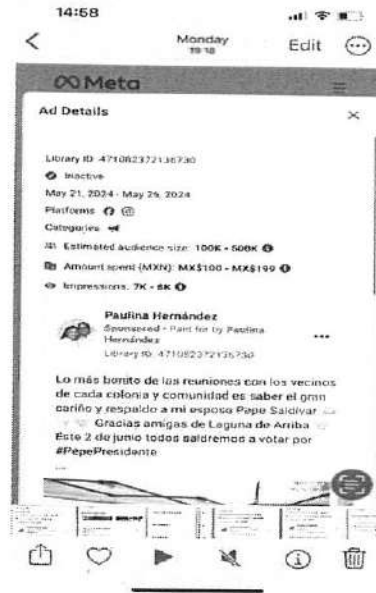 14:58
Monday
19:18
Edit
Meta
Ad Details
Library ID: 471082372136730
Inactive
May 21, 2024 - May 26, 2024
Platforms
Categories
Estimated audience size: 100K - 500K
Amount spent (MXN): MX$100 - MX$199
Impressions: 7K - 8K
Paulina Hernández
Sponsored • Paid for by Paulina
Hernández
Library ID: 471082372136730
Lo más bonito de las reuniones con los vecinos
de cada colonia y comunidad es saber el gran
cariño y respaldo a mi esposo Pepe Saldívar
Gracias amigas de Laguna de Arriba
Este 2 de junio todos saldremos a votar por
#PepePresidente